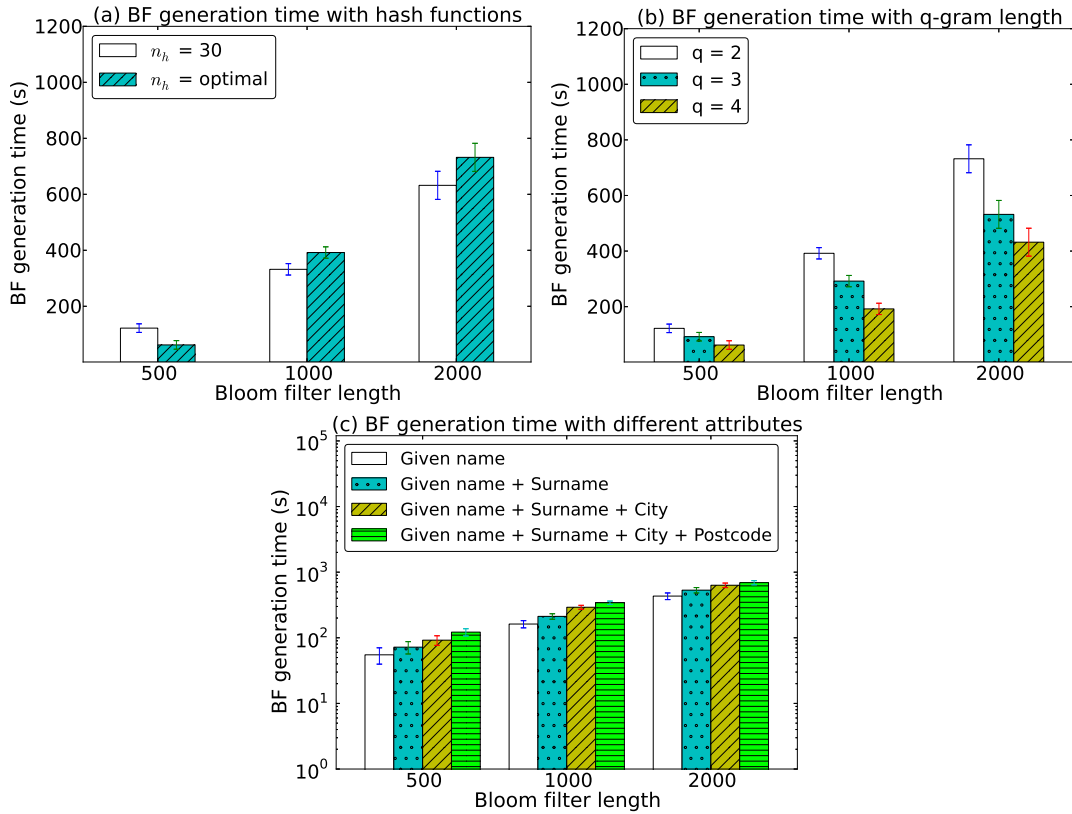 (a) BF generation time with hash functions
BF generation time (s)
1200
1000
800
600
400
200
n_h = 30
n_h = optimal
500
1000
2000
Bloom filter length
(b) BF generation time with q-gram length
BF generation time (s)
1200
1000
800
600
400
200
q = 2
q = 3
q = 4
500
1000
2000
Bloom filter length
(c) BF generation time with different attributes
BF generation time (s)
10^5
10^4
10^3
10^2
10^1
10^0
Given name
Given name + Surname
Given name + Surname + City
Given name + Surname + City + Postcode
500
1000
2000
Bloom filter length